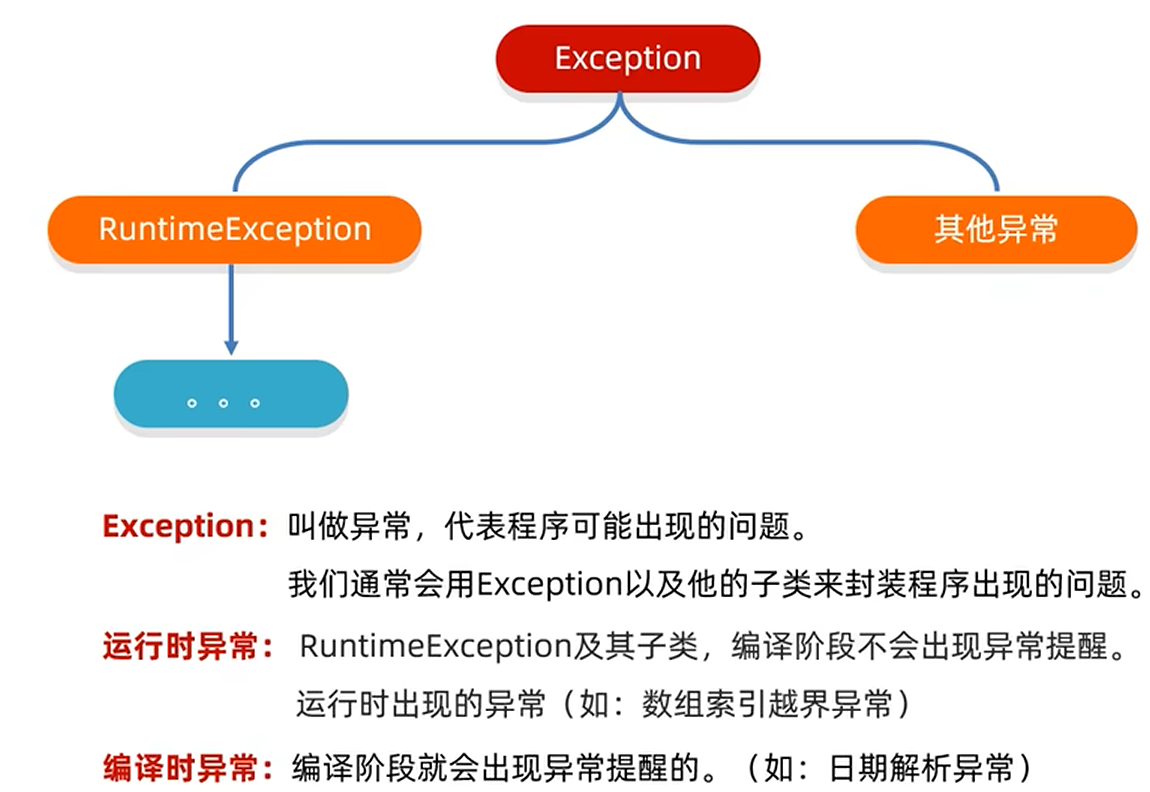 Exception
RuntimeException
其他异常
。。。
Exception：叫做异常，代表程序可能出现的问题。
我们通常会用Exception以及他的子类来封装程序出现的问题。
运行时异常：RuntimeException及其子类，编译阶段不会出现异常提醒。
运行时出现的异常（如：数组索引越界异常）
编译时异常：编译阶段就会出现异常提醒的。（如：日期解析异常）